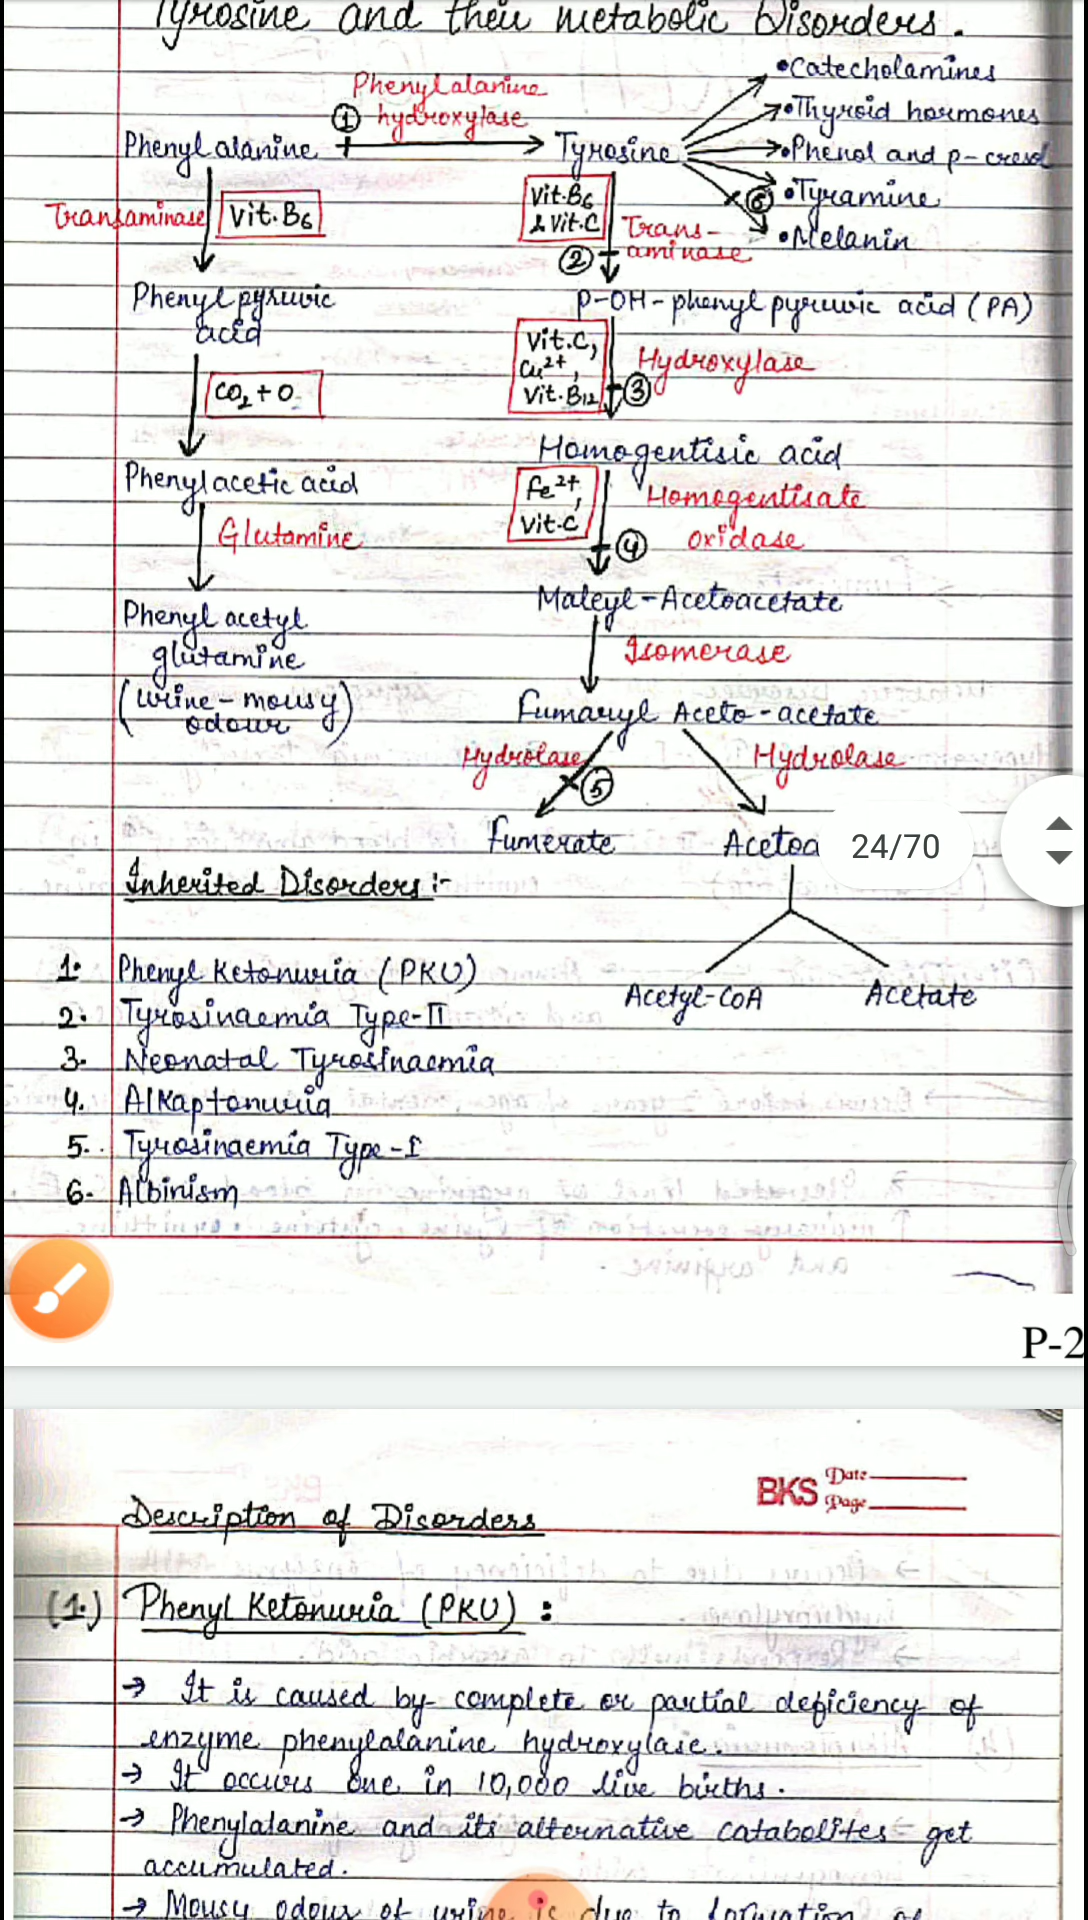 Tyrosine and their metabolic Disorders.
• Catecholamines
Phenylalanine
① hydroxylase
• Thyroid hormones
Phenylalanine
Tyrosine
• Phenol and p-cresol
Transaminase
Vit. B6
Vit. B6
& Vit. C
Trans-
aminase
②
⑥
• Tyramine
• Melanin
Phenyl pyruvic
acid
P-OH-phenyl pyruvic acid (PA)
CO2 + O
Vit. C,
Cu2+,
Vit. B12
Hydroxylase
③
Phenylacetic acid
Homogentisic acid
Glutamine
Fe2+,
Vit-C
Homogentisate
oxidase
④
Phenyl acetyl
glutamine
(urine-mousy
odour)
Maleyl-Acetoacetate
Isomerase
Fumaryl Aceto-acetate
Hydrolase
⑤
Hydrolase
Fumerate
Acetoa
24/70
Inherited Disorders :-
Acetyl-CoA
Acetate
1. Phenyl Ketonuria (PKU)
2. Tyrosinaemia Type-II
3. Neonatal Tyrosinaemia
4. Alkaptonuria
5. Tyrosinaemia Type-I
6- Albinism
P-2
BKS Date
Page
Description of Disorders
(1.) Phenyl Ketonuria (PKU) :
→ It is caused by complete or partial deficiency of
enzyme phenylalanine hydroxylase.
→ It occurs one in 10,000 live births.
→ Phenylalanine and its alternative catabolites get
accumulated.
→ Mousy odour of urine is due to formation of